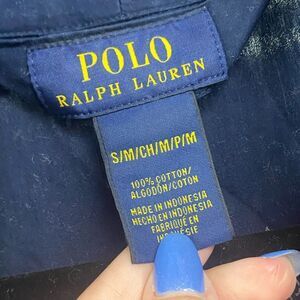 POLO
RALPH LAUREN
S/M/CH/M/P/M
100% COTTON/
ALGODÓN/COTON
MADE IN INDONESIA
HECHO EN INDONESIA
FABRIQUÉ EN